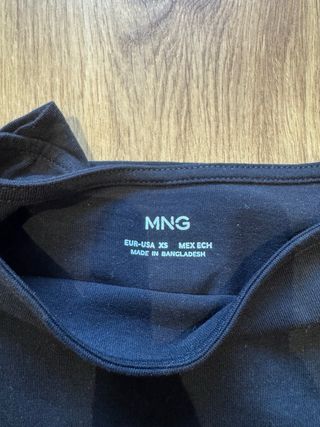 MNG
EUR-USA XS MEX ECH
MADE IN BANGLADESH